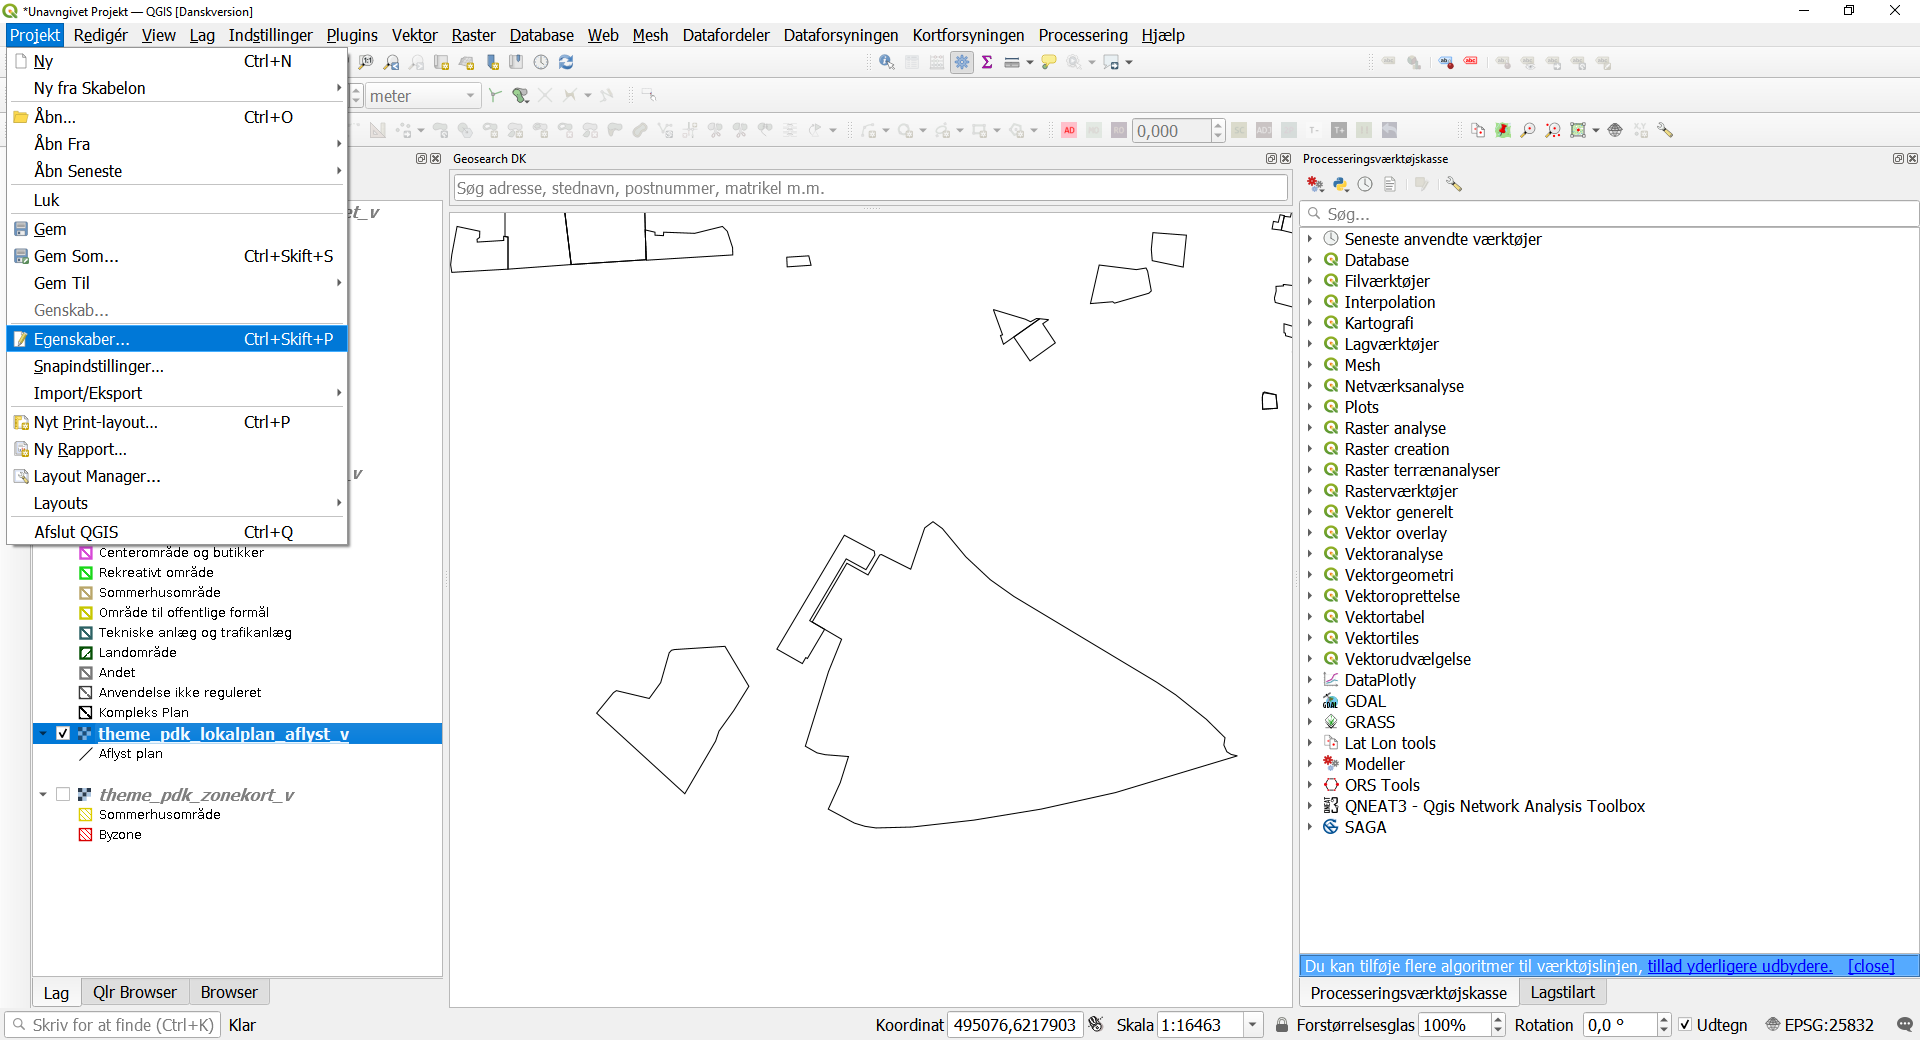 *Unavngivet Projekt — QGIS [Danskversion]
Projekt Redigér View Lag Indstillinger Plugins Vektor Raster Database Web Mesh Datafordeler Dataforsyningen Kortforsyningen Processering Hjælp
Ny Ctrl+N
Ny fra Skabelon
Åbn... Ctrl+O
Åbn Fra
Åbn Seneste
Luk
Gem
Gem Som... Ctrl+Skift+S
Gem Til
Genskab...
Egenskaber... Ctrl+Skift+P
Snapindstillinger...
Import/Eksport
Nyt Print-layout... Ctrl+P
Ny Rapport...
Layout Manager...
Layouts
Afslut QGIS Ctrl+Q
meter
0,000
et_v
_v
Centerområde og butikker
Rekreativt område
Sommerhusområde
Område til offentlige formål
Tekniske anlæg og trafikanlæg
Landområde
Andet
Anvendelse ikke reguleret
Kompleks Plan
theme_pdk_lokalplan_aflyst_v
Aflyst plan
theme_pdk_zonekort_v
Sommerhusområde
Byzone
Lag Qlr Browser Browser
Geosearch DK
Søg adresse, stednavn, postnummer, matrikel m.m.
Processeringsværktøjskasse
Søg...
Seneste anvendte værktøjer
Database
Filværktøjer
Interpolation
Kartografi
Lagværktøjer
Mesh
Netværksanalyse
Plots
Raster analyse
Raster creation
Raster terrænanalyser
Rasterværktøjer
Vektor generelt
Vektor overlay
Vektoranalyse
Vektorgeometri
Vektoroprettelse
Vektortabel
Vektortiles
Vektorudvælgelse
DataPlotly
GDAL
GRASS
Lat Lon tools
Modeller
ORS Tools
QNEAT3 - Qgis Network Analysis Toolbox
SAGA
Du kan tilføje flere algoritmer til værktøjslinjen, tillad yderligere udbydere. [close]
Processeringsværktøjskasse Lagstilart
Skriv for at finde (Ctrl+K) Klar Koordinat 495076,6217903 Skala 1:16463 Forstørrelsesglas 100% Rotation 0,0 ° Udtegn EPSG:25832